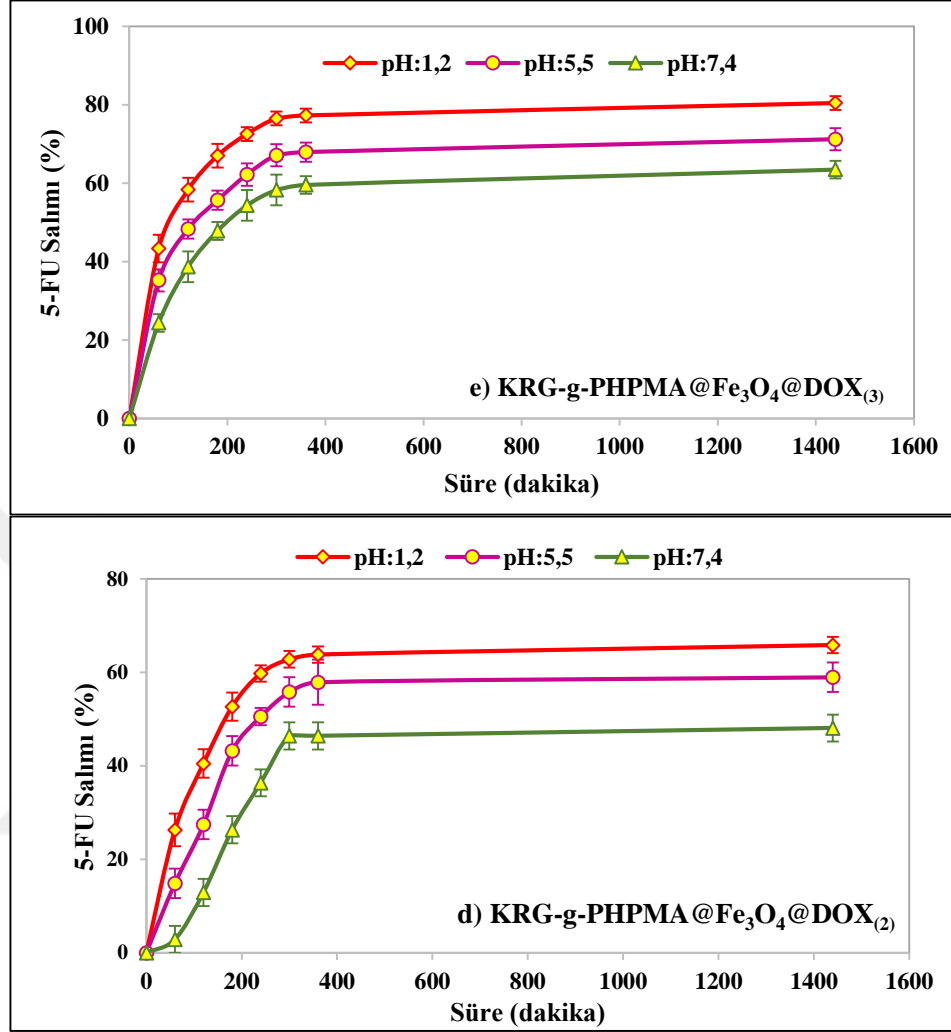 100
pH:1,2 pH:5,5 pH:7,4
80
60
40
20
0
5-FU Salımı (%)
e) KRG-g-PHPMA@Fe₃O₄@DOX₍₃₎
0 200 400 600 800 1000 1200 1400 1600
Süre (dakika)
pH:1,2 pH:5,5 pH:7,4
80
60
40
20
0
5-FU Salımı (%)
d) KRG-g-PHPMA@Fe₃O₄@DOX₍₂₎
0 200 400 600 800 1000 1200 1400 1600
Süre (dakika)